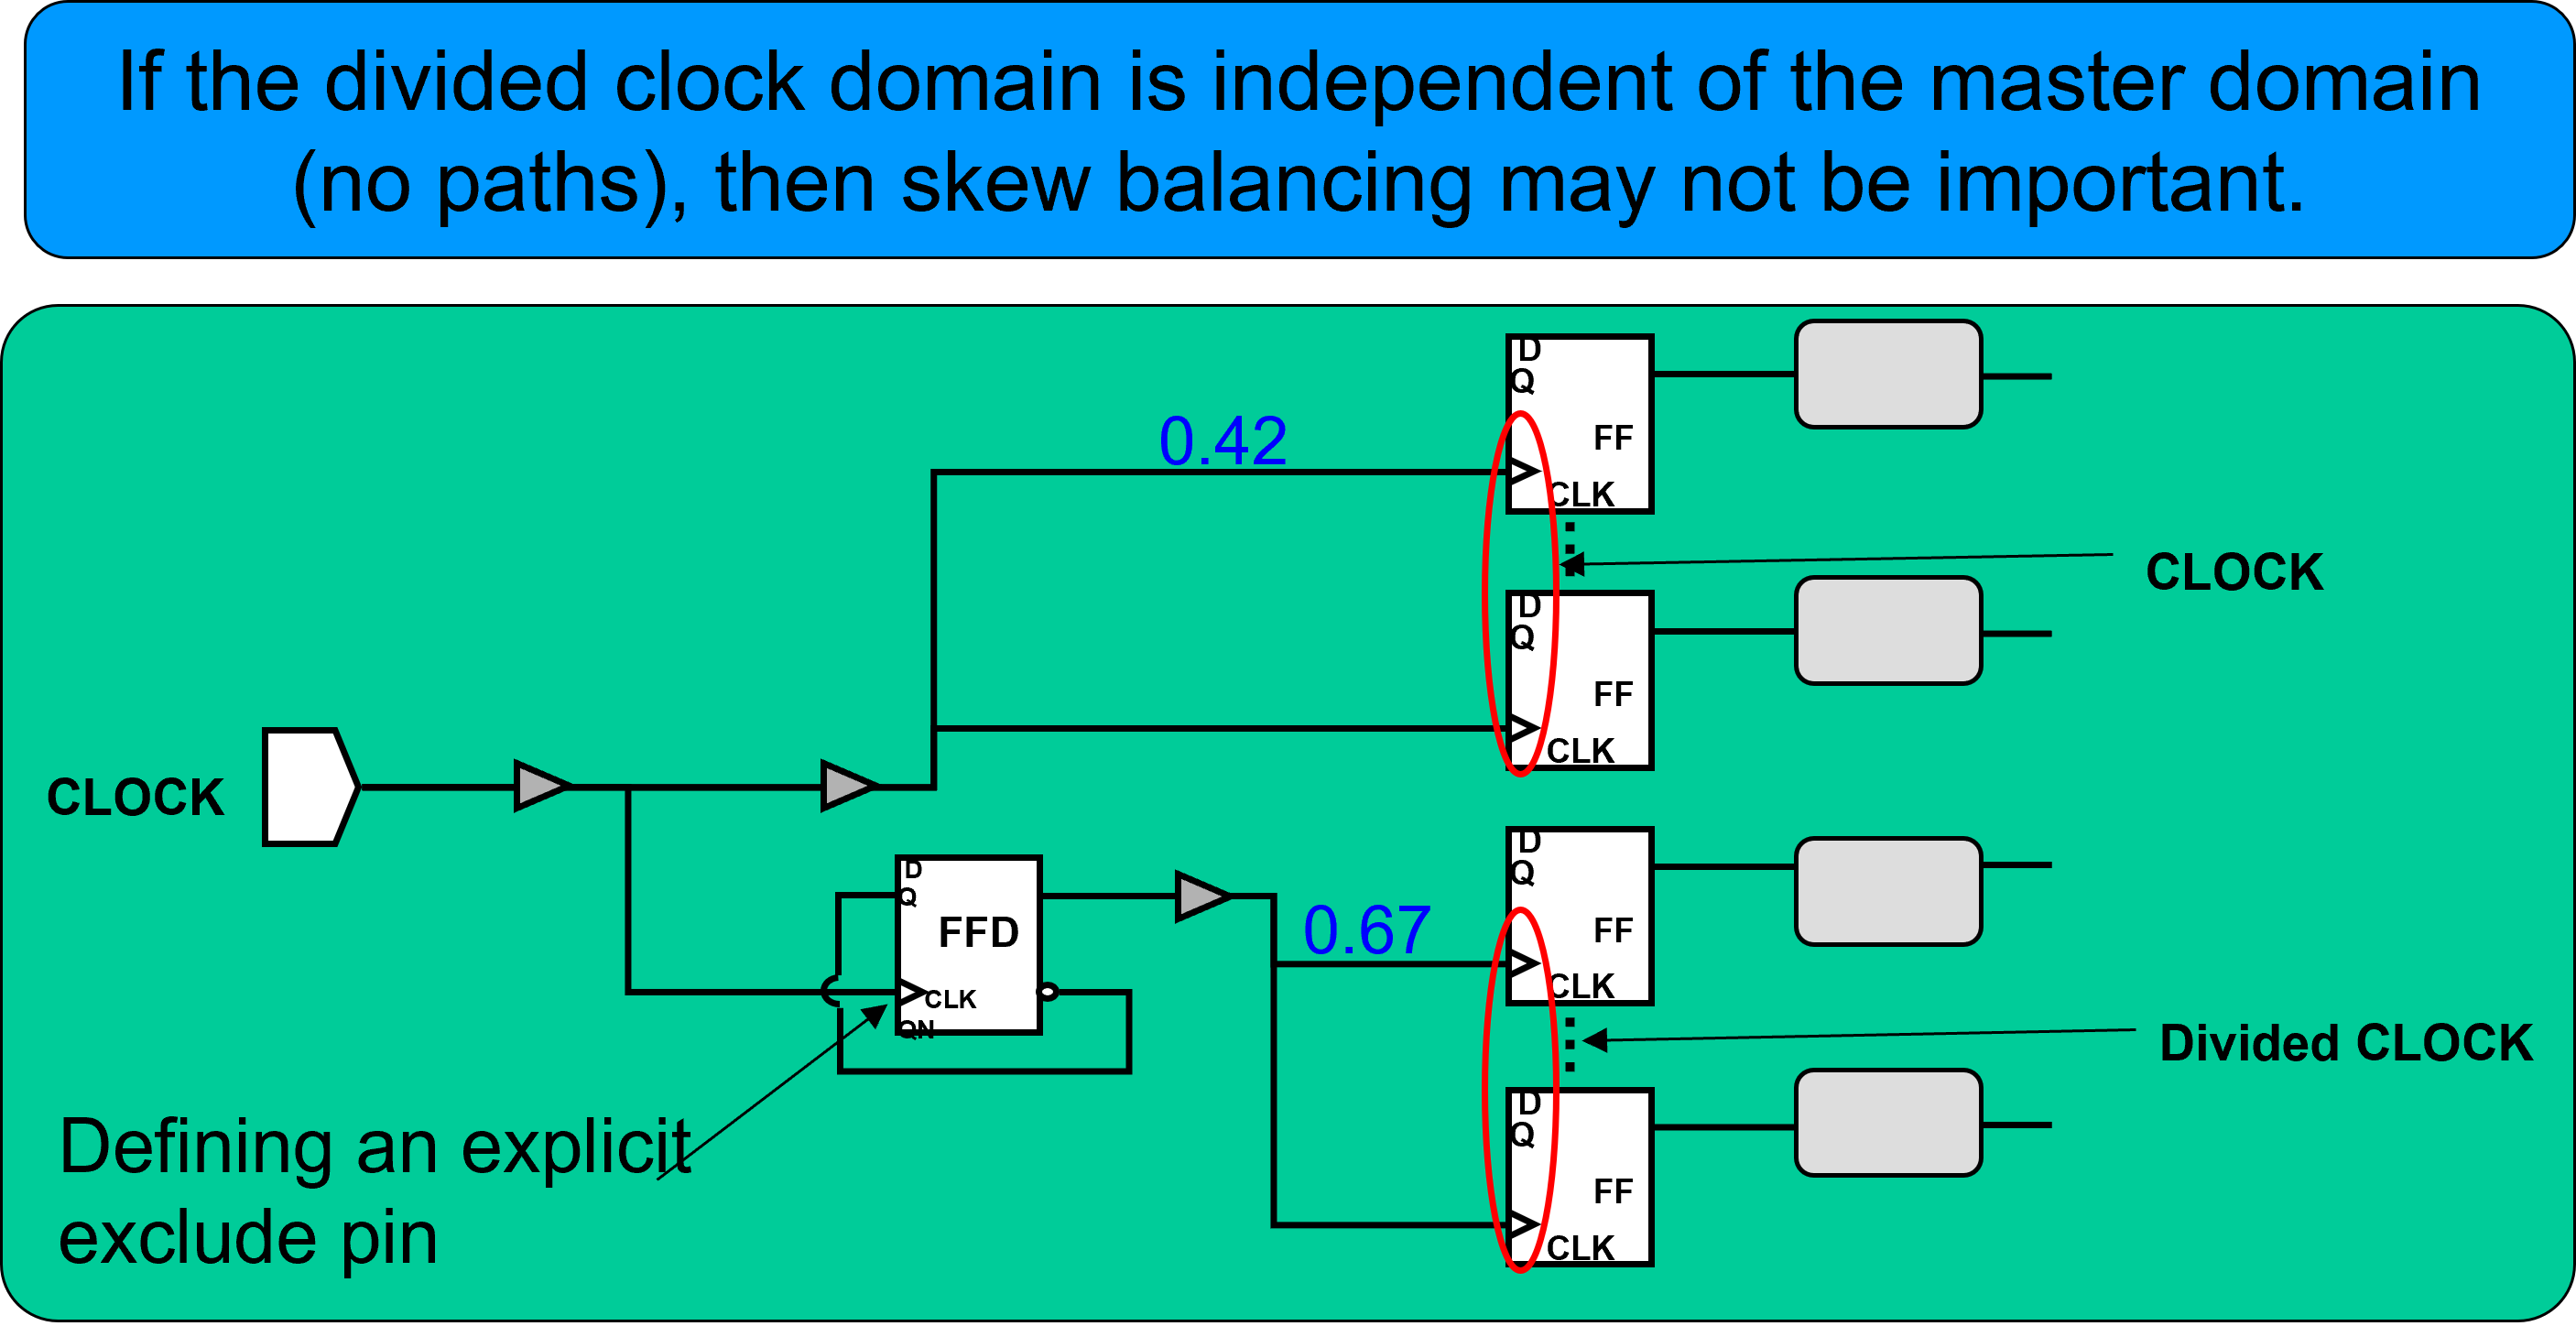 If the divided clock domain is independent of the master domain
(no paths), then skew balancing may not be important.
D
Q
FF
CLK
0.42
CLOCK
D
Q
FF
CLK
CLOCK
D
Q
FFD
CLK
QN
0.67
D
Q
FF
CLK
Divided CLOCK
D
Q
FF
CLK
Defining an explicit
exclude pin